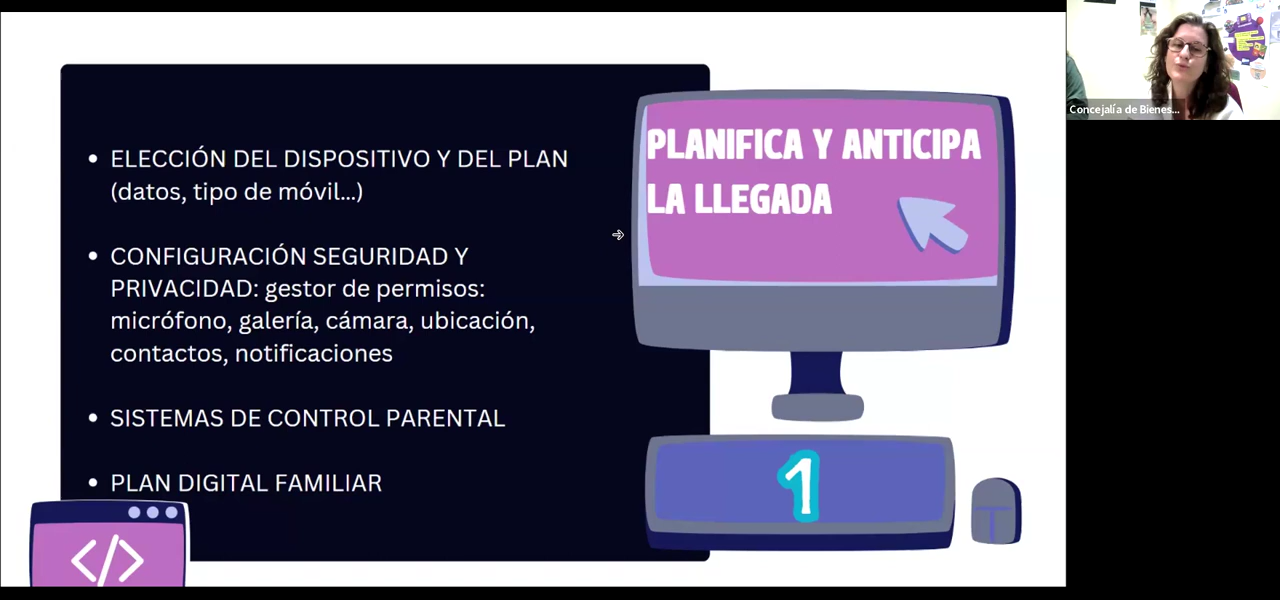 • ELECCIÓN DEL DISPOSITIVO Y DEL PLAN
(datos, tipo de móvil...)
• CONFIGURACIÓN SEGURIDAD Y
PRIVACIDAD: gestor de permisos:
micrófono, galería, cámara, ubicación,
contactos, notificaciones
• SISTEMAS DE CONTROL PARENTAL
• PLAN DIGITAL FAMILIAR
PLANIFICA Y ANTICIPA
LA LLEGADA
1
</>
Concejalía de Bienes...